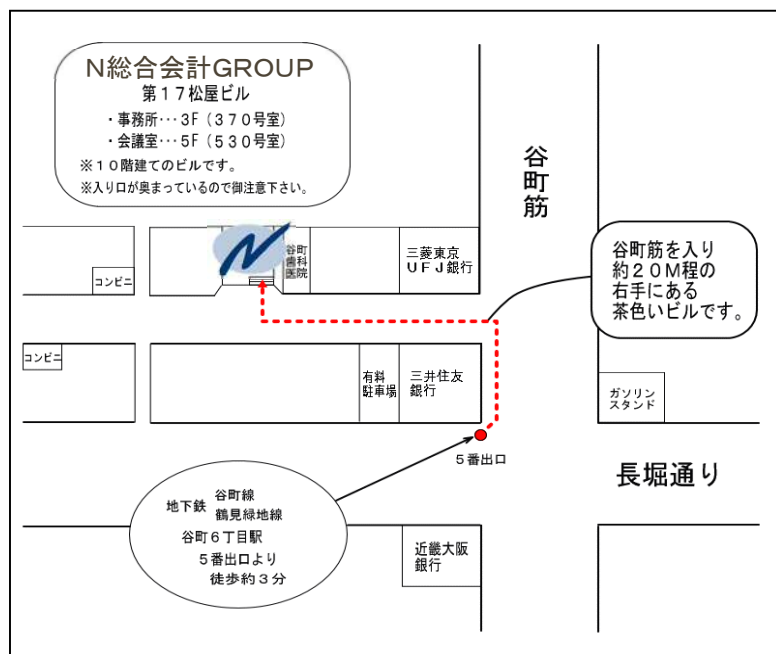 N総合会計GROUP
第17松屋ビル
・事務所･･･3F（370号室）
・会議室･･･5F（530号室）
※10階建てのビルです。
※入り口が奥まっているので御注意下さい。
谷町筋
谷町
歯科
医院
三菱東京
UFJ銀行
コンビニ
谷町筋を入り
約20M程の
右手にある
茶色いビルです。
コンビニ
有料
駐車場
三井住友
銀行
ガソリン
スタンド
5番出口
長堀通り
地下鉄 谷町線
鶴見緑地線
谷町6丁目駅
5番出口より
徒歩約3分
近畿大阪
銀行